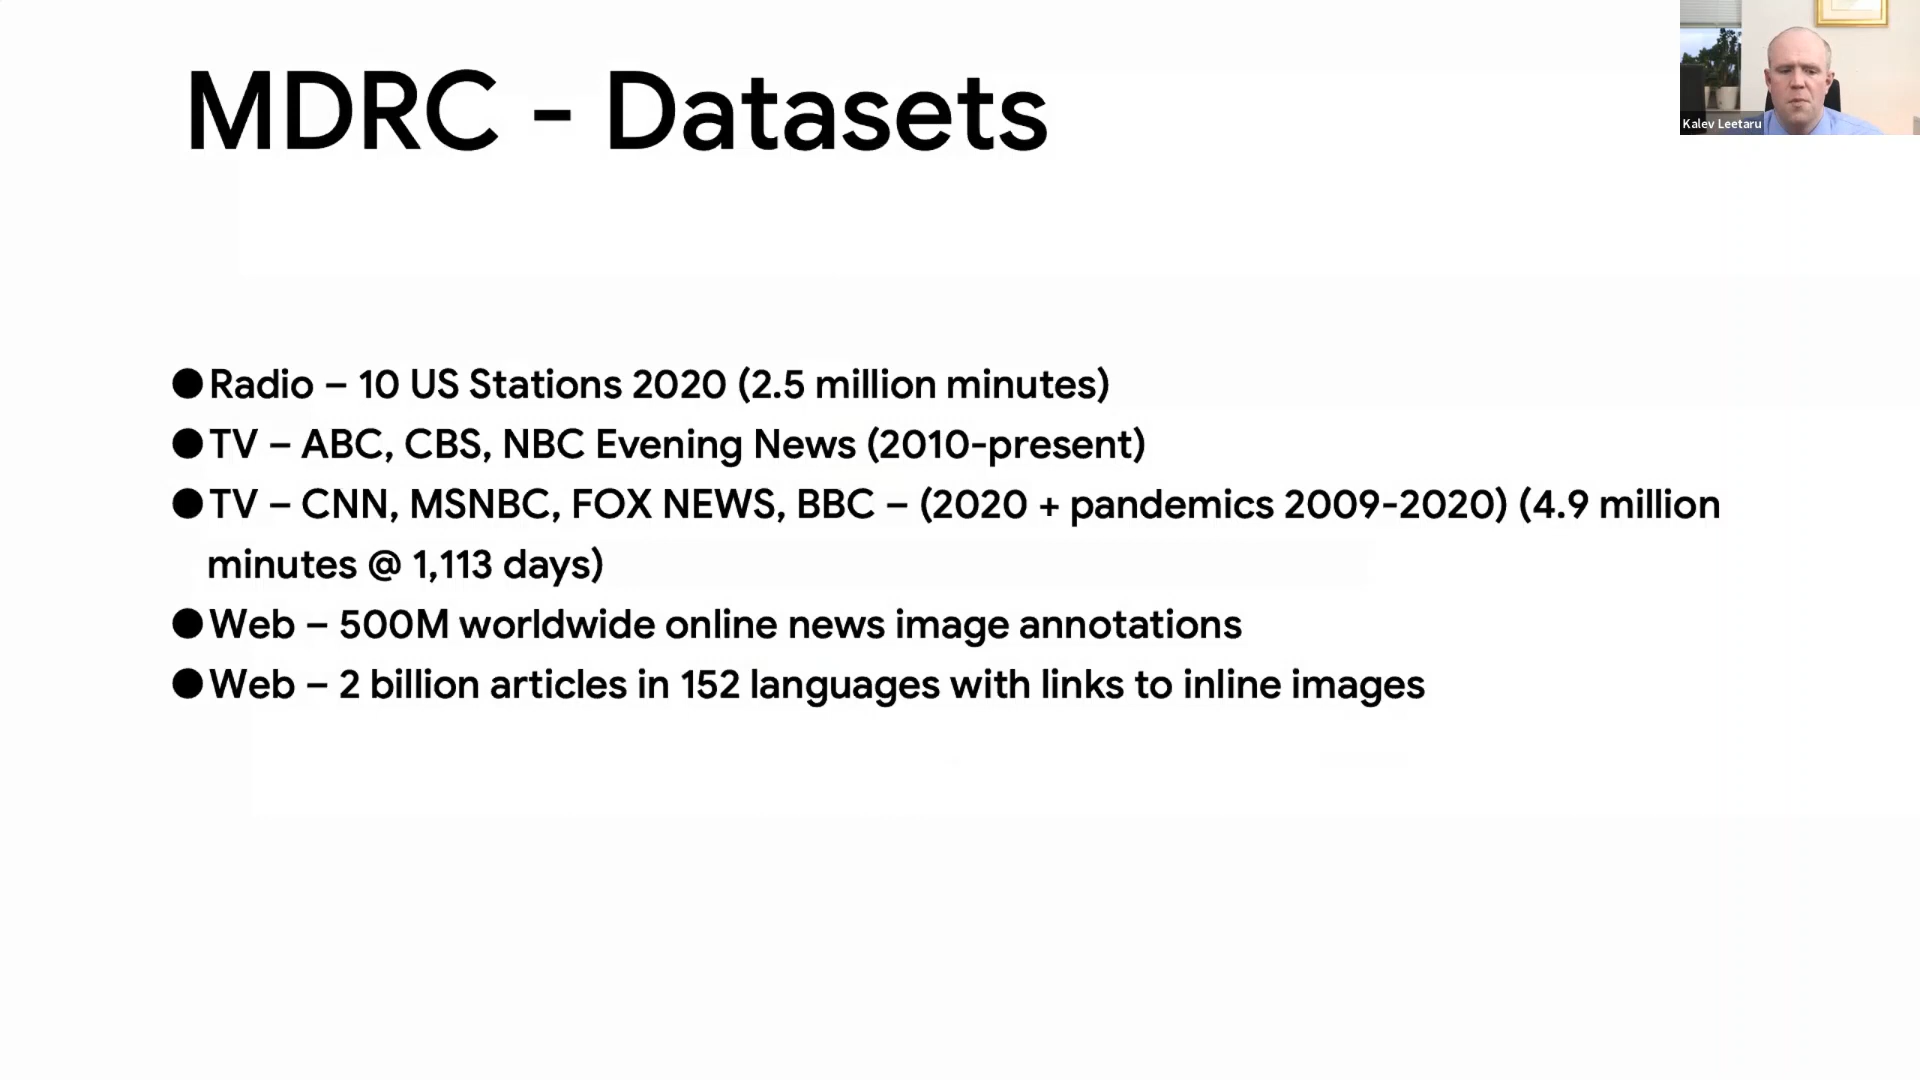 MDRC - Datasets
Kalev Leetaru
●Radio – 10 US Stations 2020 (2.5 million minutes)
●TV – ABC, CBS, NBC Evening News (2010-present)
●TV – CNN, MSNBC, FOX NEWS, BBC – (2020 + pandemics 2009-2020) (4.9 million
minutes @ 1,113 days)
●Web – 500M worldwide online news image annotations
●Web – 2 billion articles in 152 languages with links to inline images